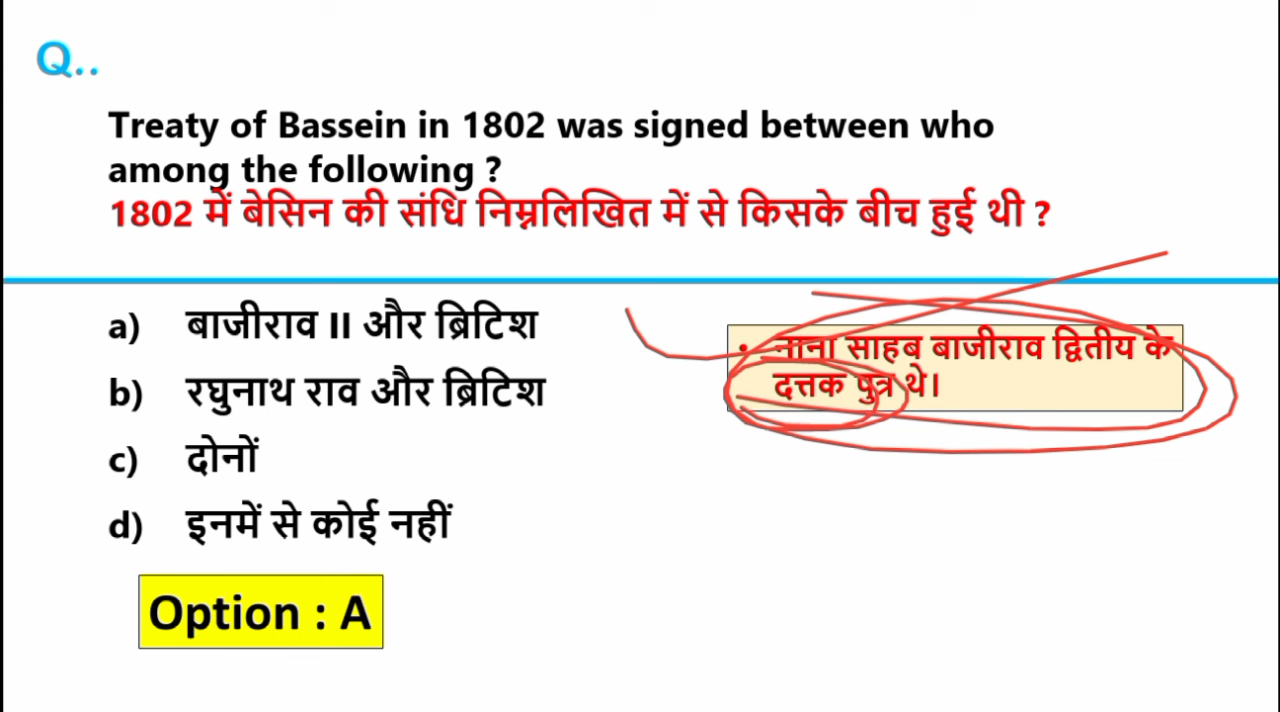 Q..
Treaty of Bassein in 1802 was signed between who
among the following ?
1802 में बेसिन की संधि निम्नलिखित में से किसके बीच हुई थी ?
a) बाजीराव II और ब्रिटिश
b) रघुनाथ राव और ब्रिटिश
c) दोनों
d) इनमें से कोई नहीं
• नाना साहब बाजीराव द्वितीय के
दत्तक पुत्र थे।
Option : A